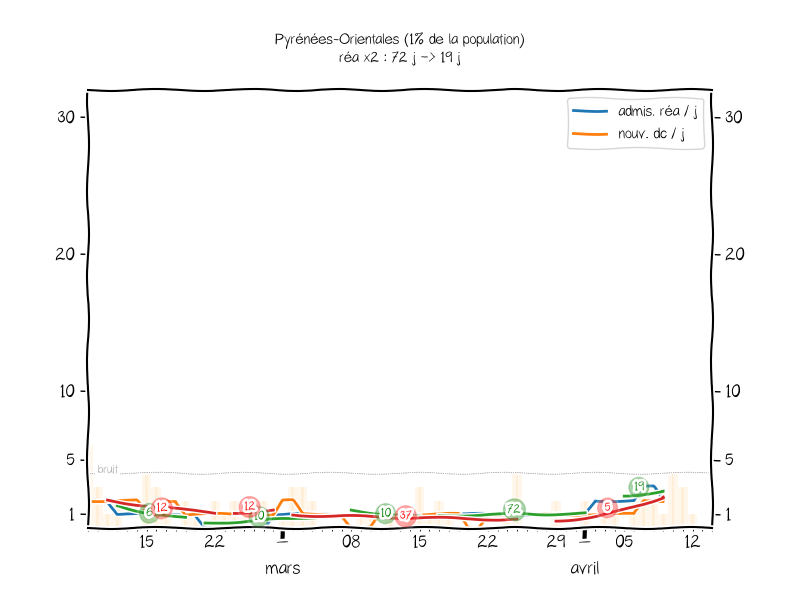 Pyrénées-Orientales (1% de la population)
réa x2 : 72 j -> 19 j
admis. réa / j
nouv. dc / j
30 30
20 20
10 10
5 5
bruit
1 1
6 12 12 10 10 37 72 5 19
15 22 1 08 15 22 29 1 05 12
mars avril